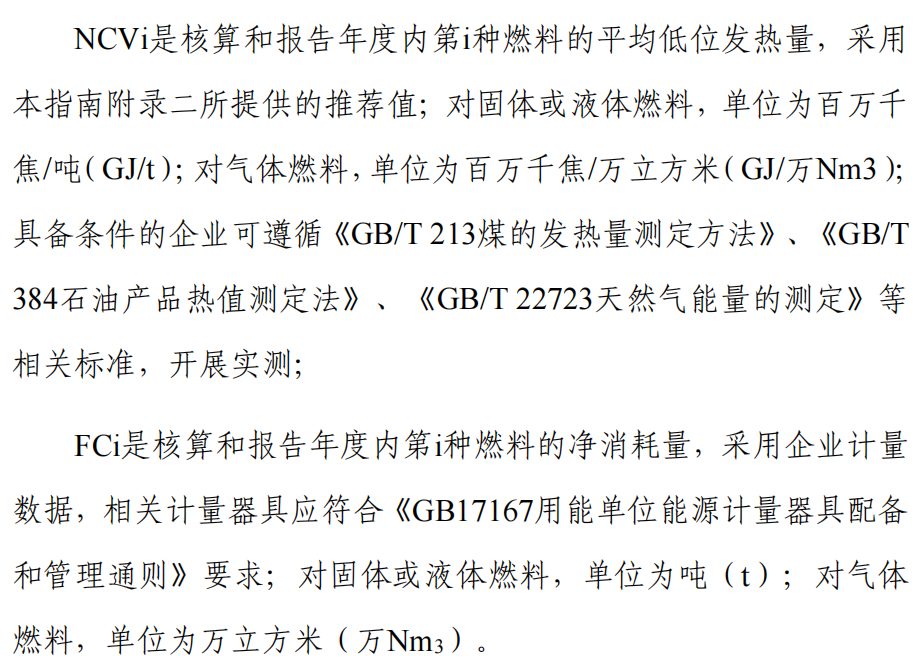 NCVi是核算和报告年度内第i种燃料的平均低位发热量，采用
本指南附录二所提供的推荐值；对固体或液体燃料，单位为百万千
焦/吨（GJ/t）；对气体燃料，单位为百万千焦/万立方米（GJ/万Nm3）；
具备条件的企业可遵循《GB/T 213煤的发热量测定方法》、《GB/T
384石油产品热值测定法》、《GB/T 22723天然气能量的测定》等
相关标准，开展实测；
FCi是核算和报告年度内第i种燃料的净消耗量，采用企业计量
数据，相关计量器具应符合《GB17167用能单位能源计量器具配备
和管理通则》要求；对固体或液体燃料，单位为吨（t）；对气体
燃料，单位为万立方米（万Nm₃）。